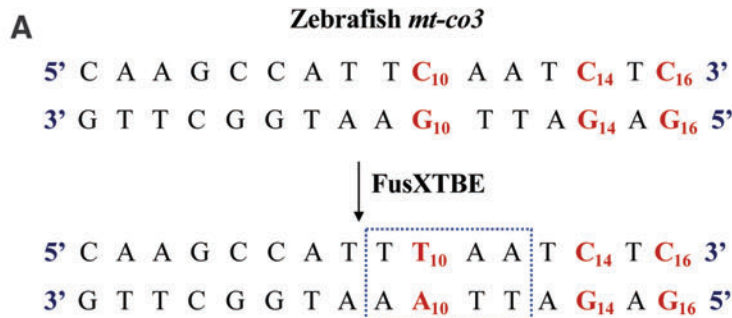 A
Zebrafish mt-co3
5’ C A A G C C A T T C₁₀ A A T C₁₄ T C₁₆ 3’
3’ G T T C G G T A A G₁₀ T T A G₁₄ A G₁₆ 5’
FusXTBE
5’ C A A G C C A T T T₁₀ A A T C₁₄ T C₁₆ 3’
3’ G T T C G G T A A A₁₀ T T A G₁₄ A G₁₆ 5’